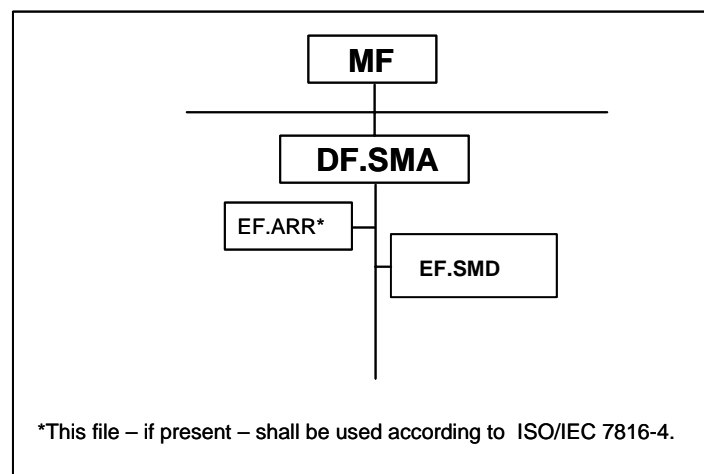 MF
DF.SMA
EF.ARR*
EF.SMD
*This file – if present – shall be used according to ISO/IEC 7816-4.